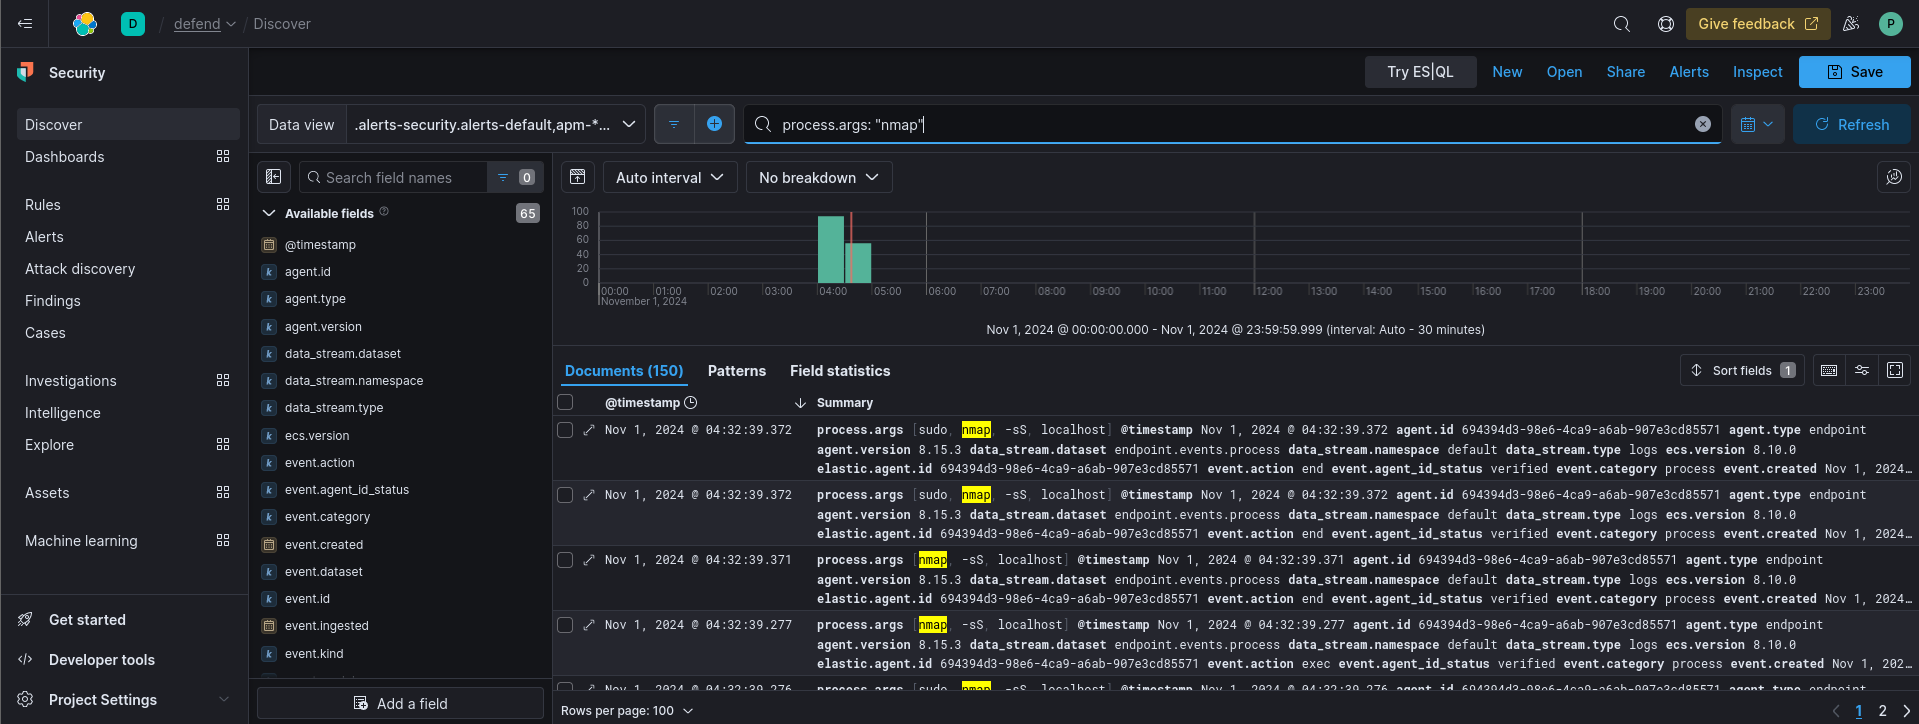 D / defend / Discover
Give feedback
P
Security
Try ES|QL New Open Share Alerts Inspect Save
Discover
Dashboards
Rules
Alerts
Attack discovery
Findings
Cases
Investigations
Intelligence
Explore
Assets
Machine learning
Get started
Developer tools
Project Settings
Data view .alerts-security.alerts-default,apm-*... process.args: "nmap" Refresh
Search field names 0
Available fields 65
@timestamp
k agent.id
k agent.type
k agent.version
k data_stream.dataset
k data_stream.namespace
k data_stream.type
k ecs.version
k event.action
k event.agent_id_status
k event.category
event.created
k event.dataset
k event.id
event.ingested
k event.kind
Add a field
Auto interval No breakdown
100
80
60
40
20
0
00:00 01:00 02:00 03:00 04:00 05:00 06:00 07:00 08:00 09:00 10:00 11:00 12:00 13:00 14:00 15:00 16:00 17:00 18:00 19:00 20:00 21:00 22:00 23:00
November 1, 2024
Nov 1, 2024 @ 00:00:00.000 - Nov 1, 2024 @ 23:59:59.999 (interval: Auto - 30 minutes)
Documents (150) Patterns Field statistics Sort fields 1
@timestamp Summary
Nov 1, 2024 @ 04:32:39.372 process.args [sudo, nmap, -sS, localhost] @timestamp Nov 1, 2024 @ 04:32:39.372 agent.id 694394d3-98e6-4ca9-a6ab-907e3cd85571 agent.type endpoint
agent.version 8.15.3 data_stream.dataset endpoint.events.process data_stream.namespace default data_stream.type logs ecs.version 8.10.0
elastic.agent.id 694394d3-98e6-4ca9-a6ab-907e3cd85571 event.action end event.agent_id_status verified event.category process event.created Nov 1, 2024…
Nov 1, 2024 @ 04:32:39.372 process.args [sudo, nmap, -sS, localhost] @timestamp Nov 1, 2024 @ 04:32:39.372 agent.id 694394d3-98e6-4ca9-a6ab-907e3cd85571 agent.type endpoint
agent.version 8.15.3 data_stream.dataset endpoint.events.process data_stream.namespace default data_stream.type logs ecs.version 8.10.0
elastic.agent.id 694394d3-98e6-4ca9-a6ab-907e3cd85571 event.action end event.agent_id_status verified event.category process event.created Nov 1, 2024…
Nov 1, 2024 @ 04:32:39.371 process.args [nmap, -sS, localhost] @timestamp Nov 1, 2024 @ 04:32:39.371 agent.id 694394d3-98e6-4ca9-a6ab-907e3cd85571 agent.type endpoint
agent.version 8.15.3 data_stream.dataset endpoint.events.process data_stream.namespace default data_stream.type logs ecs.version 8.10.0
elastic.agent.id 694394d3-98e6-4ca9-a6ab-907e3cd85571 event.action end event.agent_id_status verified event.category process event.created Nov 1, 2024…
Nov 1, 2024 @ 04:32:39.277 process.args [nmap, -sS, localhost] @timestamp Nov 1, 2024 @ 04:32:39.277 agent.id 694394d3-98e6-4ca9-a6ab-907e3cd85571 agent.type endpoint
agent.version 8.15.3 data_stream.dataset endpoint.events.process data_stream.namespace default data_stream.type logs ecs.version 8.10.0
elastic.agent.id 694394d3-98e6-4ca9-a6ab-907e3cd85571 event.action exec event.agent_id_status verified event.category process event.created Nov 1, 202…
Nov 1, 2024 @ 04:32:39.276 process.args [sudo, nmap, -sS, localhost] @timestamp Nov 1, 2024 @ 04:32:39.276 agent.id 694394d3-98e6-4ca9-a6ab-907e3cd85571 agent.type endpoint
Rows per page: 100 1 2